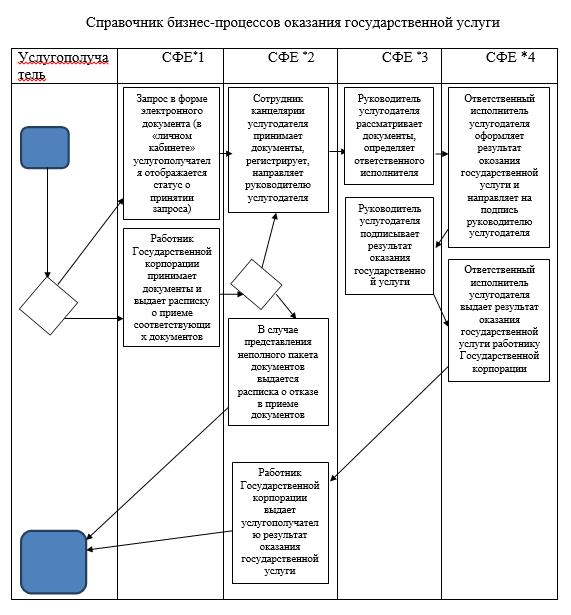 Справочник бизнес-процессов оказания государственной услуги
Услугополуча
тель
СФЕ*1
СФЕ *2
СФЕ *3
СФЕ *4
Запрос в форме
электронного
документа (в
«личном
кабинете»
услугополучател
я отображается
статус о
принятии
запроса)
Сотрудник
канцелярии
услугодателя
принимает
документы,
регистрирует,
направляет
руководителю
услугодателя
Руководитель
услугодателя
рассматривает
документы,
определяет
ответственного
исполнителя
Ответственный
исполнитель
услугодателя
оформляет
результат
оказания
государственной
услуги и
направляет на
подпись
руководителю
услугодателя
Работник
Государственной
корпорации
принимает
документы и
выдает расписку
о приеме
соответствующи
х документов
Руководитель
услугодателя
подписывает
результат
оказания
государственно
й услуги
Ответственный
исполнитель
услугодателя
выдает результат
оказания
государственной
услуги работнику
Государственной
корпорации
В случае
представления
неполного пакета
документов
выдается
расписка о отказе
в приеме
документов
Работник
Государственной
корпорации
выдает
услугополучател
ю результат
оказания
государственной
услуги